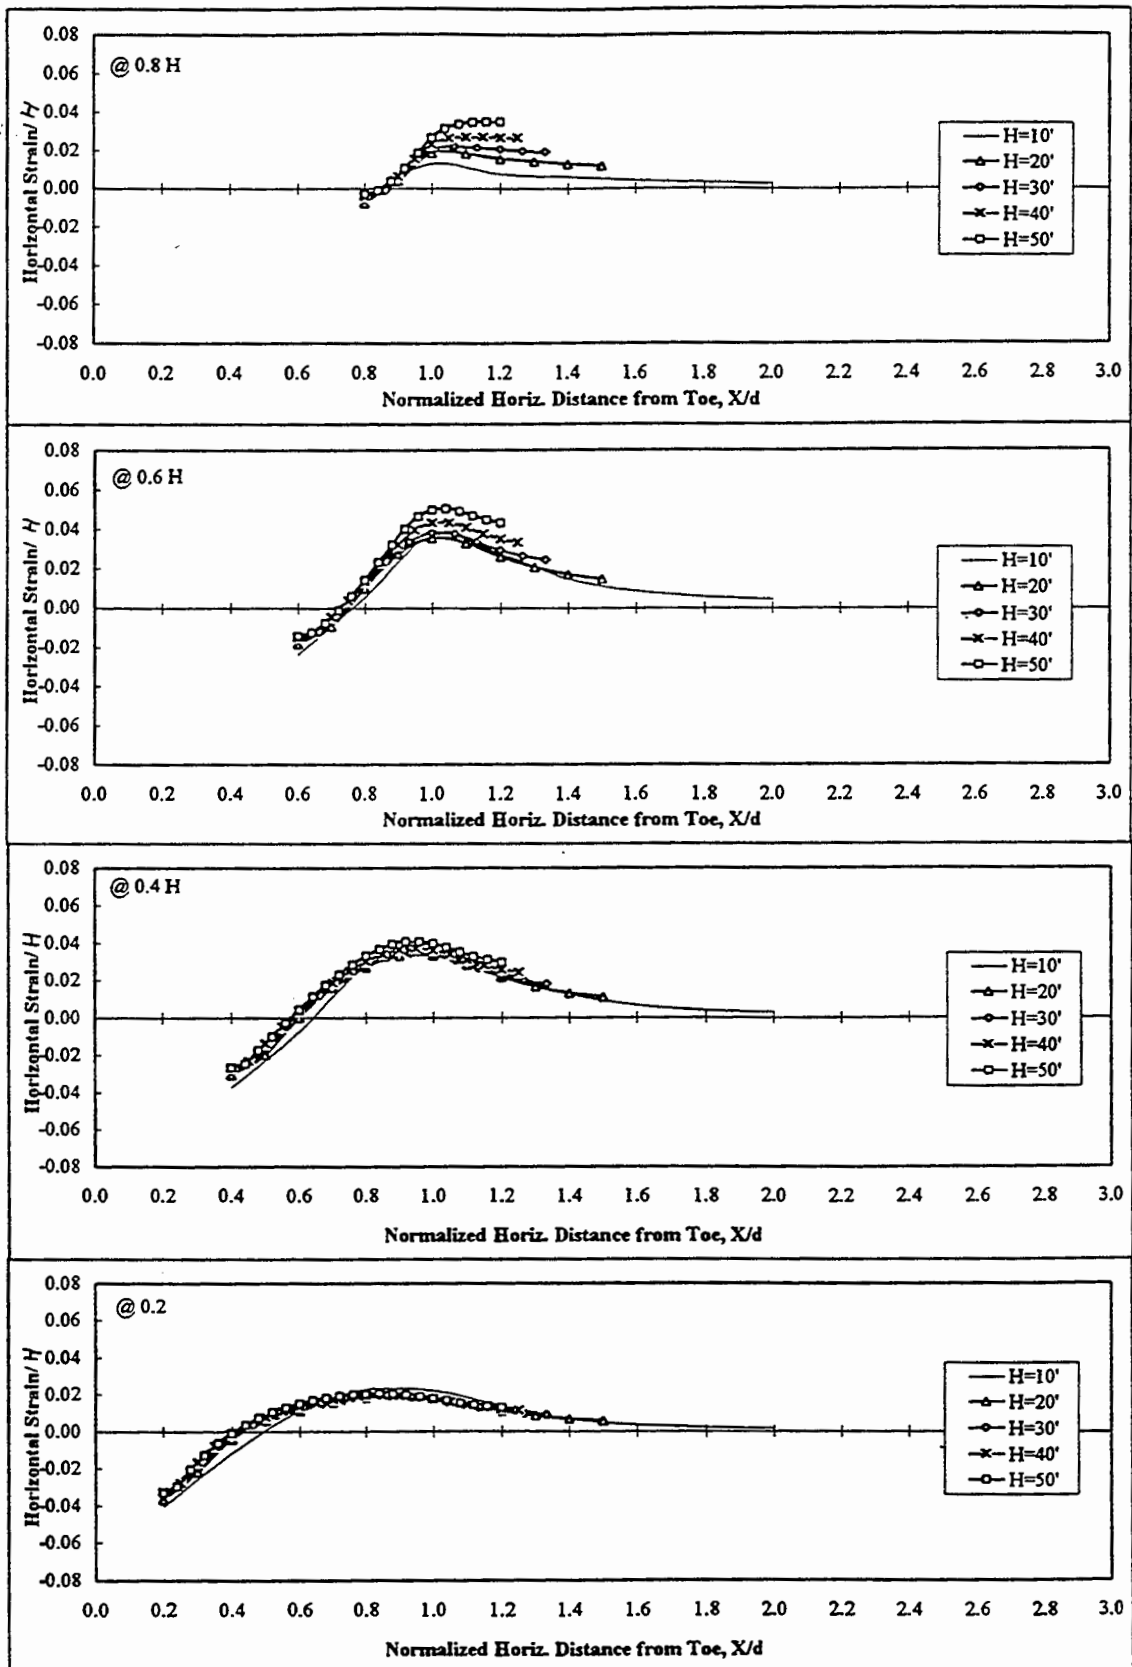 0.08
@ 0.8 H
0.06
0.04
0.02
0.00
-0.02
-0.04
-0.06
-0.08
Horizontal Strain/ H
H=10'
H=20'
H=30'
H=40'
H=50'
0.0 0.2 0.4 0.6 0.8 1.0 1.2 1.4 1.6 1.8 2.0 2.2 2.4 2.6 2.8 3.0
Normalized Horiz. Distance from Toe, X/d
0.08
@ 0.6 H
0.06
0.04
0.02
0.00
-0.02
-0.04
-0.06
-0.08
Horizontal Strain/ H
H=10'
H=20'
H=30'
H=40'
H=50'
0.0 0.2 0.4 0.6 0.8 1.0 1.2 1.4 1.6 1.8 2.0 2.2 2.4 2.6 2.8 3.0
Normalized Horiz. Distance from Toe, X/d
0.08
@ 0.4 H
0.06
0.04
0.02
0.00
-0.02
-0.04
-0.06
-0.08
Horizontal Strain/ H
H=10'
H=20'
H=30'
H=40'
H=50'
0.0 0.2 0.4 0.6 0.8 1.0 1.2 1.4 1.6 1.8 2.0 2.2 2.4 2.6 2.8 3.0
Normalized Horiz. Distance from Toe, X/d
0.08
@ 0.2
0.06
0.04
0.02
0.00
-0.02
-0.04
-0.06
-0.08
Horizontal Strain/ H
H=10'
H=20'
H=30'
H=40'
H=50'
0.0 0.2 0.4 0.6 0.8 1.0 1.2 1.4 1.6 1.8 2.0 2.2 2.4 2.6 2.8 3.0
Normalized Horiz. Distance from Toe, X/d